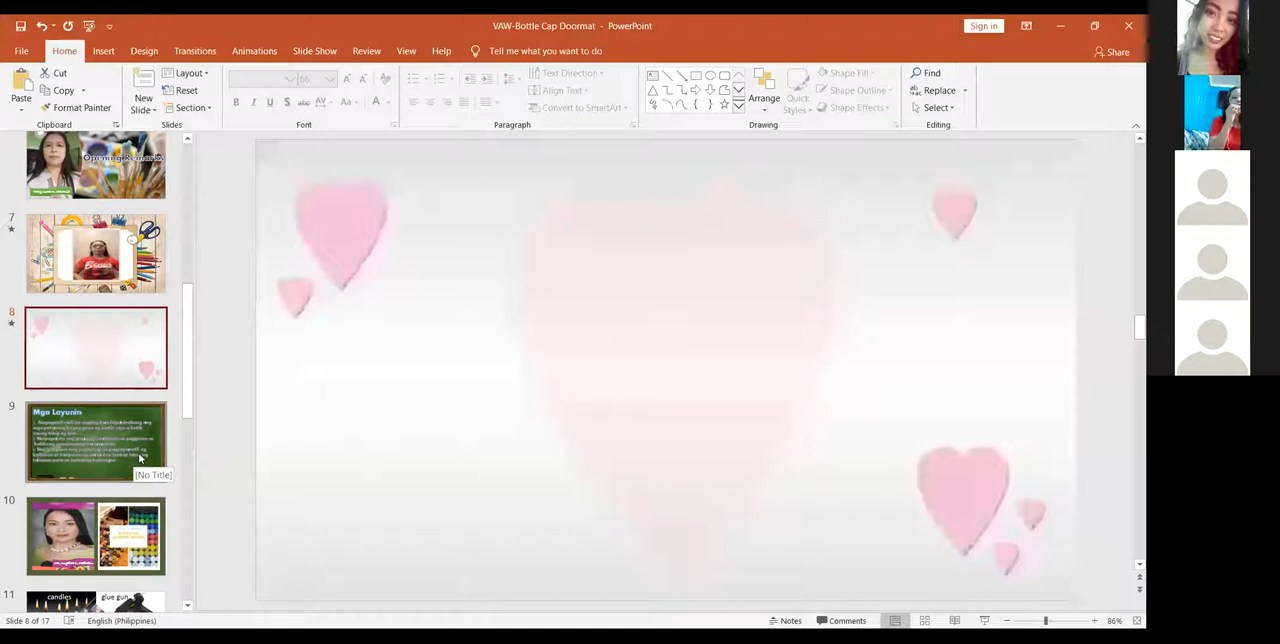 VAW-Bottle Cap Doormat - PowerPoint
Sign in
File Home Insert Design Transitions Animations Slide Show Review View Help Tell me what you want to do
Share
Paste
Cut
Copy
Format Painter
Clipboard
New Slide
Layout
Reset
Section
Slides
66
B I U S abc AV Aa A
Font
Text Direction
Align Text
Convert to SmartArt
Paragraph
Arrange
Quick Styles
Shape Fill
Shape Outline
Shape Effects
Drawing
Find
Replace
Select
Editing
Opening Remarks
7
8
9
Mga Layunin
[No Title]
10
11
candles
glue gun
Slide 8 of 17
English (Philippines)
Notes
Comments
86%